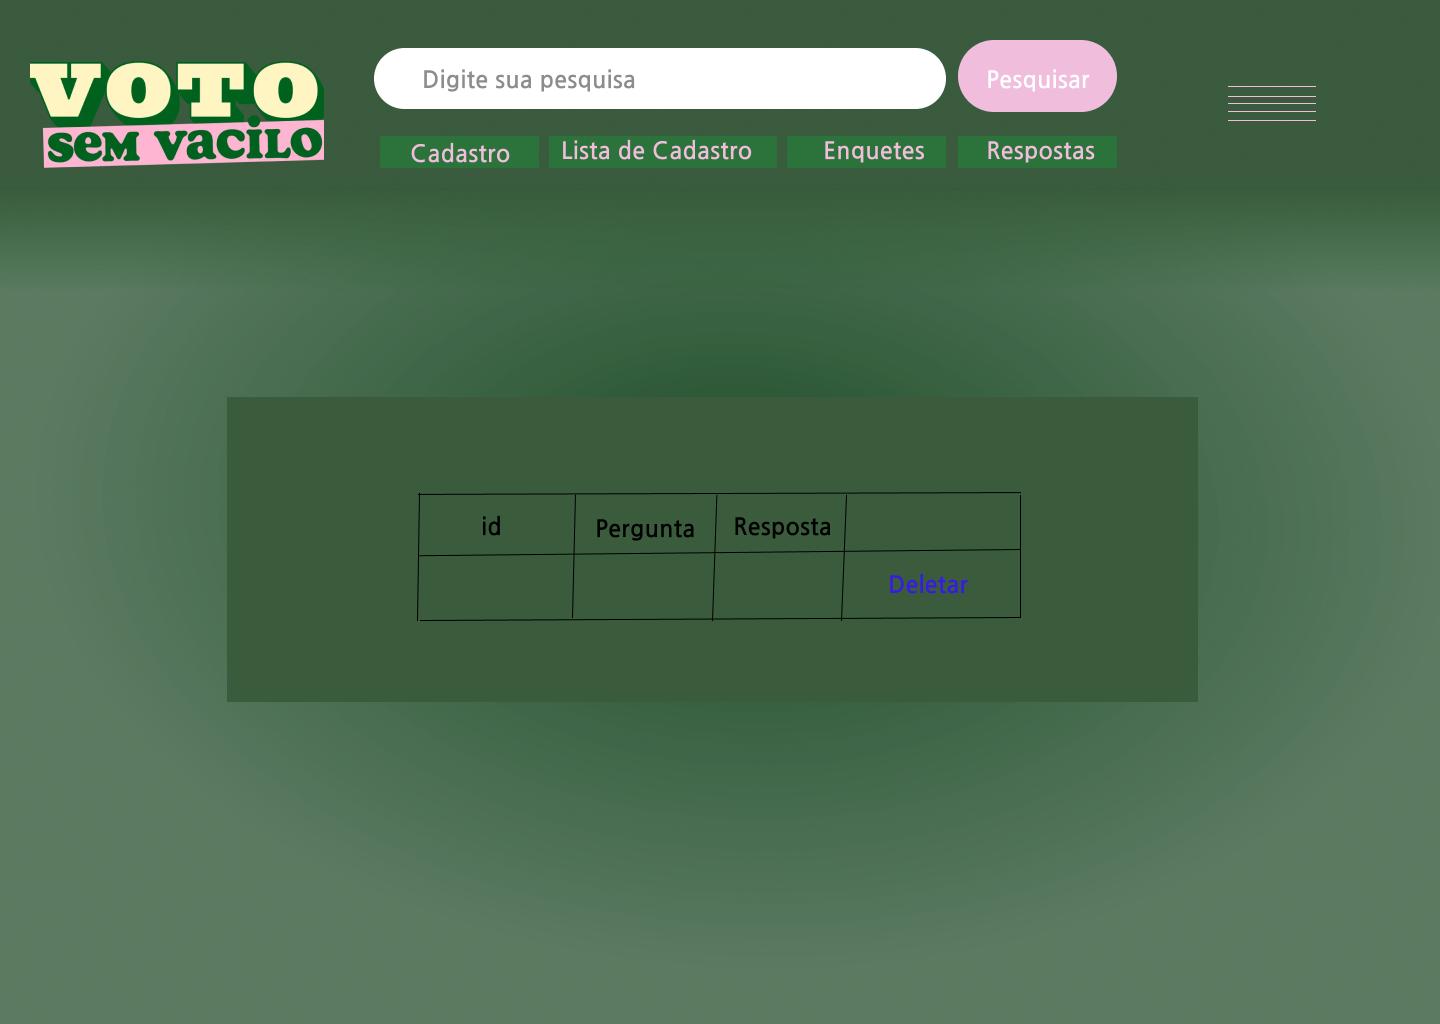 VOTO
SEM VACILO
Digite sua pesquisa
Pesquisar
Cadastro
Lista de Cadastro
Enquetes
Respostas
id
Pergunta
Resposta
Deletar